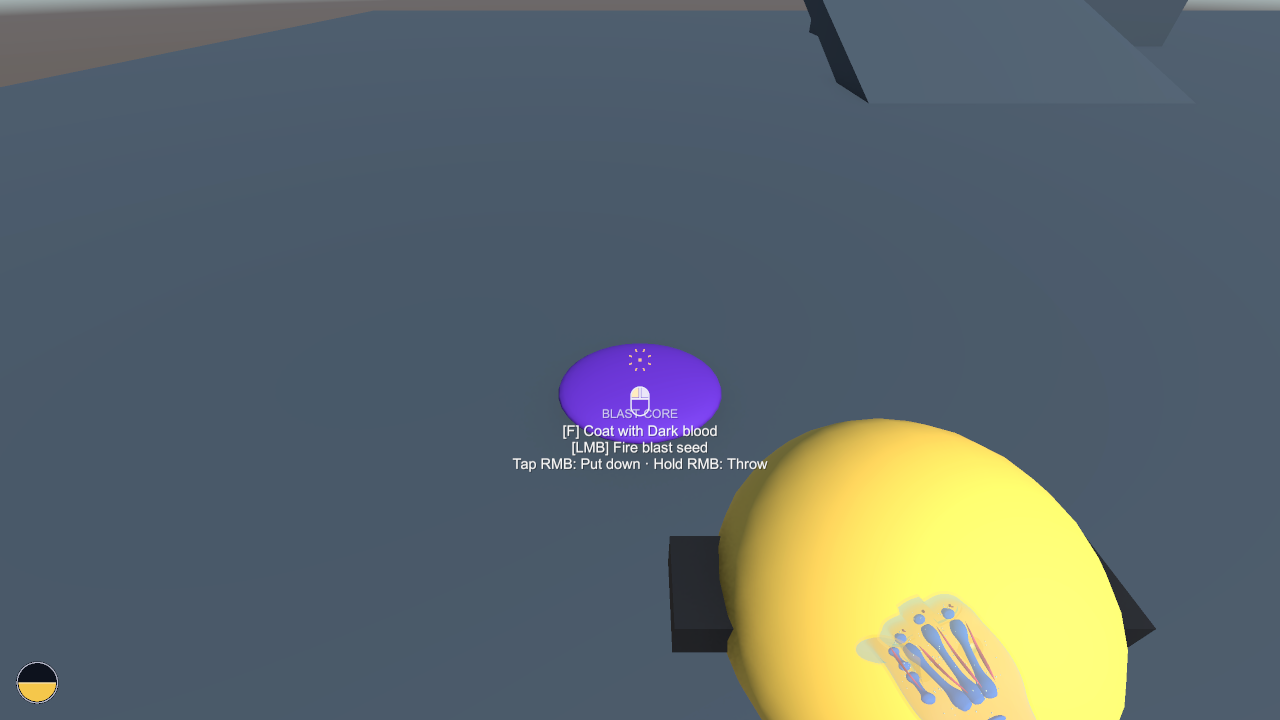 BLAST CORE
[F] Coat with Dark blood
[LMB] Fire blast seed
Tap RMB: Put down · Hold RMB: Throw